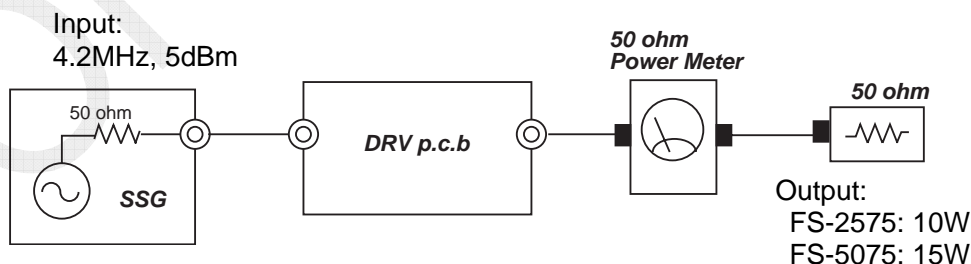 Input:
4.2MHz, 5dBm
50 ohm
SSG
DRV p.c.b
50 ohm
Power Meter
50 ohm
Output:
FS-2575: 10W
FS-5075: 15W